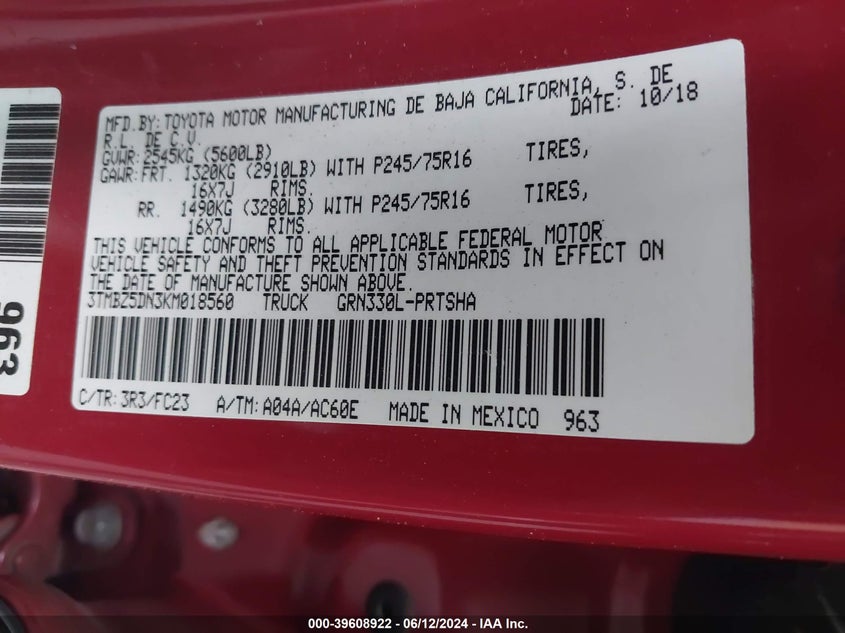 MFD.BY: TOYOTA MOTOR MANUFACTURING DE BAJA CALIFORNIA, S. DE
R.L. DE C.V. DATE: 10/18
GVWR: 2545KG (5600LB)
GAWR: FRT. 1320KG (2910LB) WITH P245/75R16 TIRES,
16X7J RIMS.
RR. 1490KG (3280LB) WITH P245/75R16 TIRES,
16X7J RIMS.
THIS VEHICLE CONFORMS TO ALL APPLICABLE FEDERAL MOTOR
VEHICLE SAFETY AND THEFT PREVENTION STANDARDS IN EFFECT ON
THE DATE OF MANUFACTURE SHOWN ABOVE.
3TMBZ5DN3KM018560 TRUCK GRN330L-PRTSHA
C/TR: 3R3/FC23 A/TM: A04A/AC60E MADE IN MEXICO 963
963
000-39608922 - 06/12/2024 - IAA Inc.